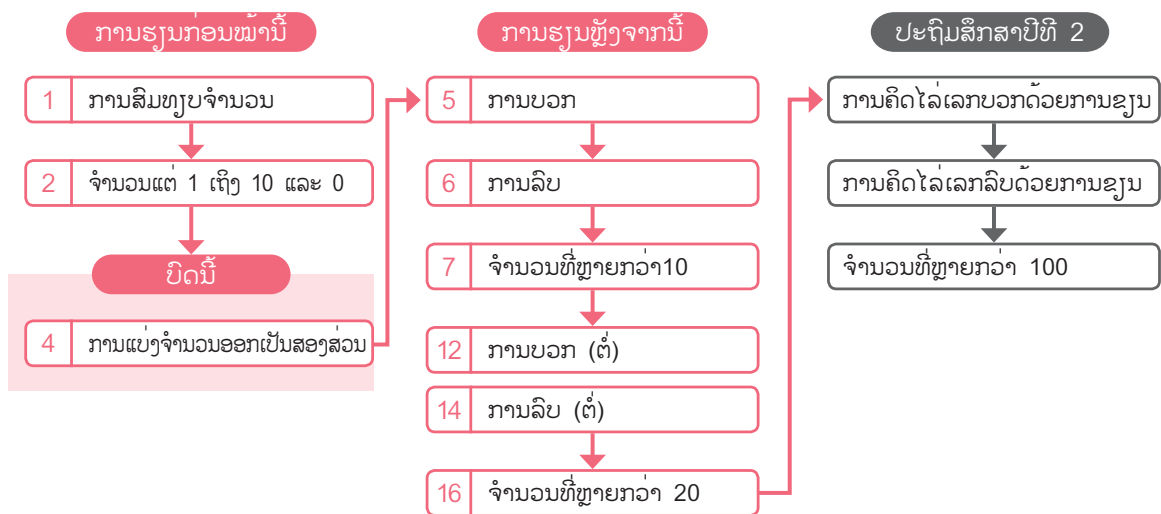 ການຮຽນກ່ອນໜ້ານີ້
1 ການສົມທຽບຈຳນວນ
2 ຈຳນວນແຕ່ 1 ເຖິງ 10 ແລະ 0
ບົດນີ້
4 ການແບ່ງຈຳນວນອອກເປັນສອງສ່ວນ
ການຮຽນຫຼັງຈາກນີ້
5 ການບວກ
6 ການລົບ
7 ຈຳນວນທີ່ຫຼາຍກວ່າ10
12 ການບວກ (ຕໍ່)
14 ການລົບ (ຕໍ່)
16 ຈຳນວນທີ່ຫຼາຍກວ່າ 20
ປະຖົມສຶກສາປີທີ 2
ການຄິດໄລ່ເລກບວກດ້ວຍການຂຽນ
ການຄິດໄລ່ເລກລົບດ້ວຍການຂຽນ
ຈຳນວນທີ່ຫຼາຍກວ່າ 100